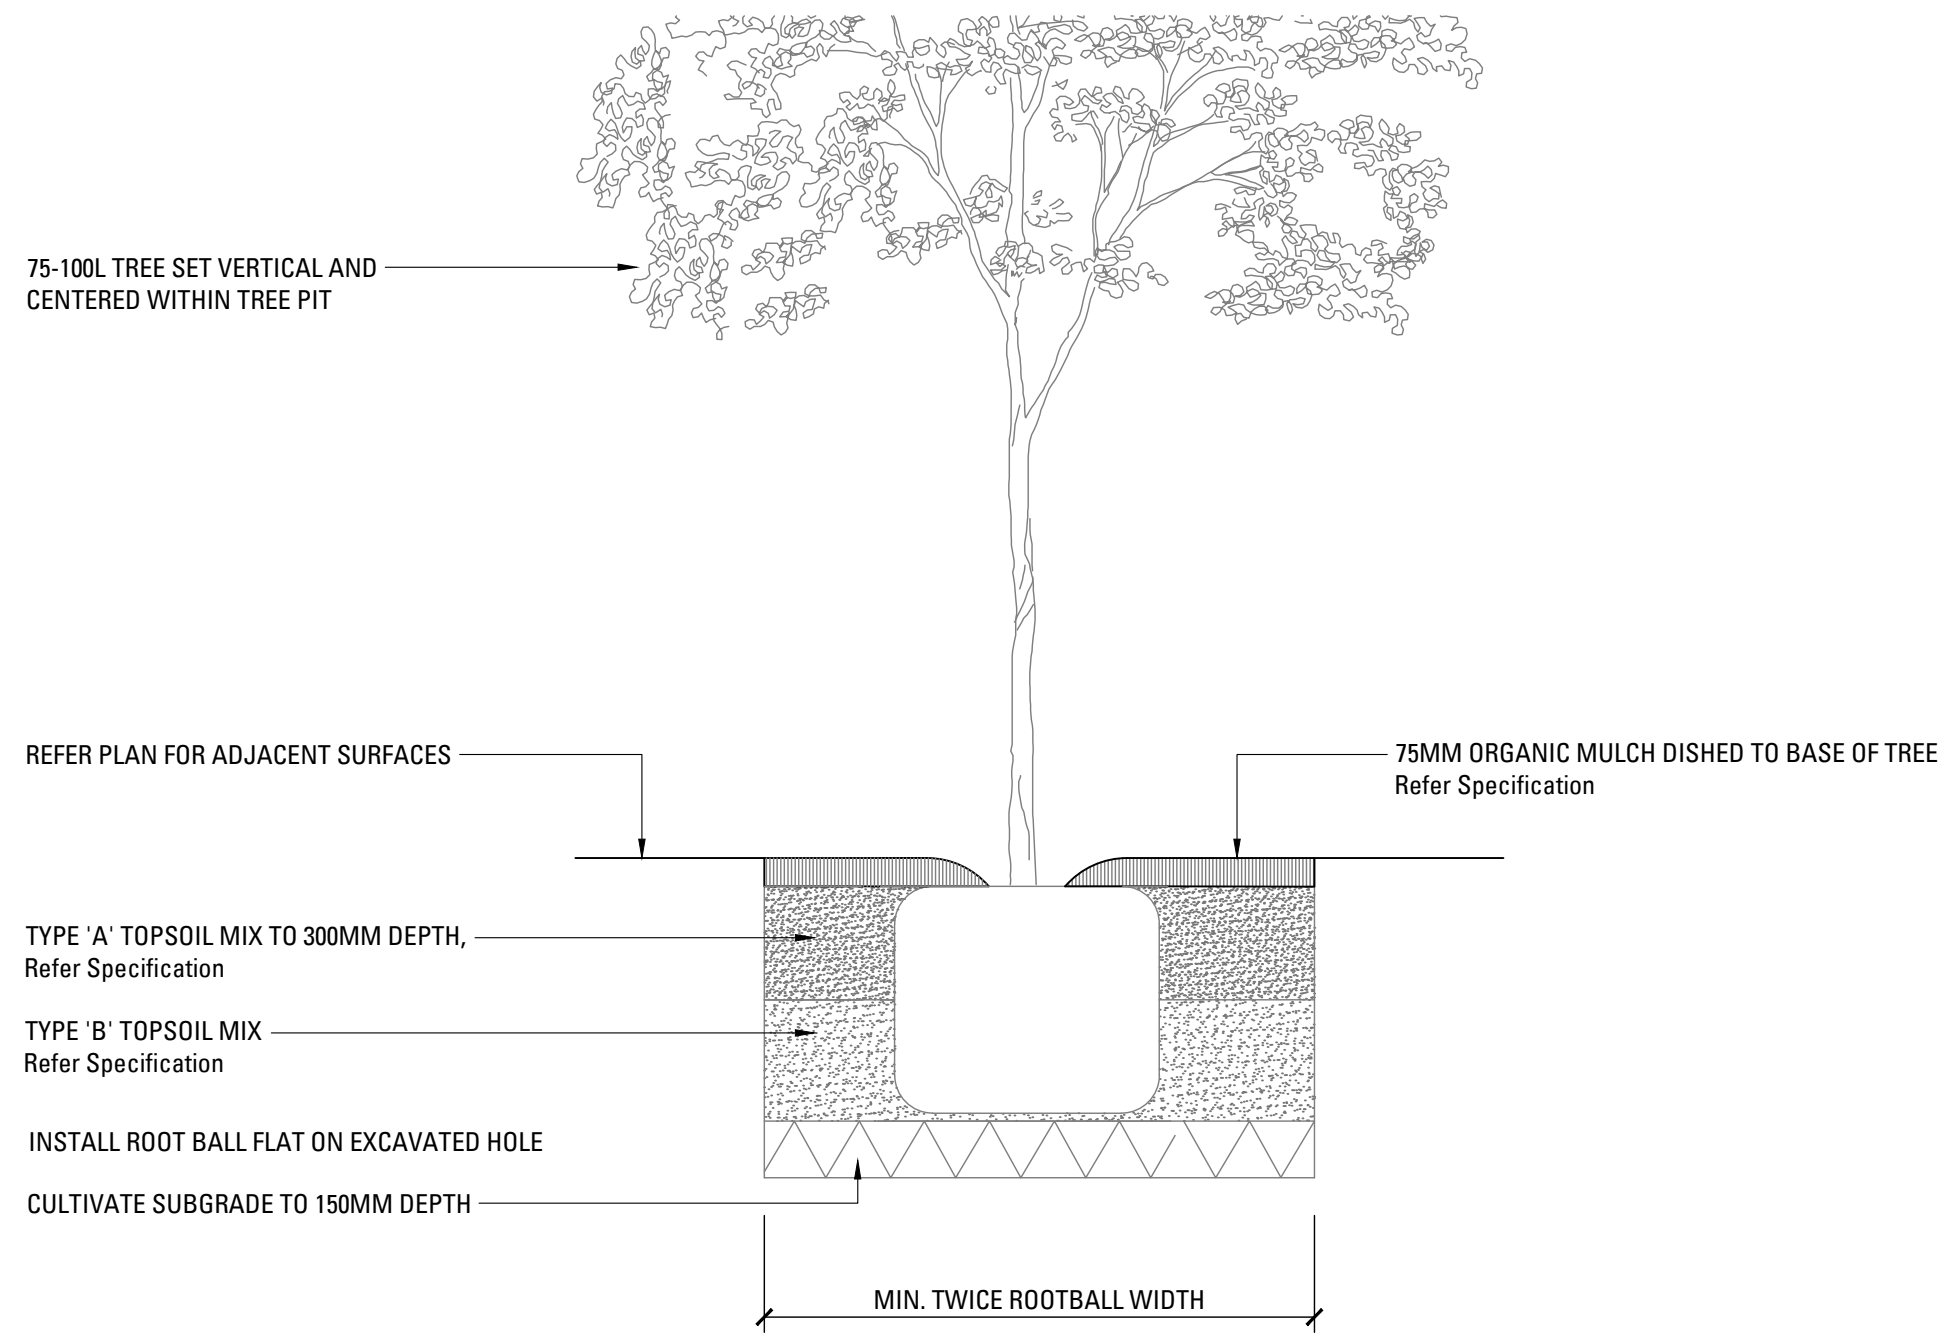 75-100L TREE SET VERTICAL AND
CENTERED WITHIN TREE PIT
REFER PLAN FOR ADJACENT SURFACES
75MM ORGANIC MULCH DISHED TO BASE OF TREE
Refer Specification
TYPE 'A' TOPSOIL MIX TO 300MM DEPTH,
Refer Specification
TYPE 'B' TOPSOIL MIX
Refer Specification
INSTALL ROOT BALL FLAT ON EXCAVATED HOLE
CULTIVATE SUBGRADE TO 150MM DEPTH
MIN. TWICE ROOTBALL WIDTH